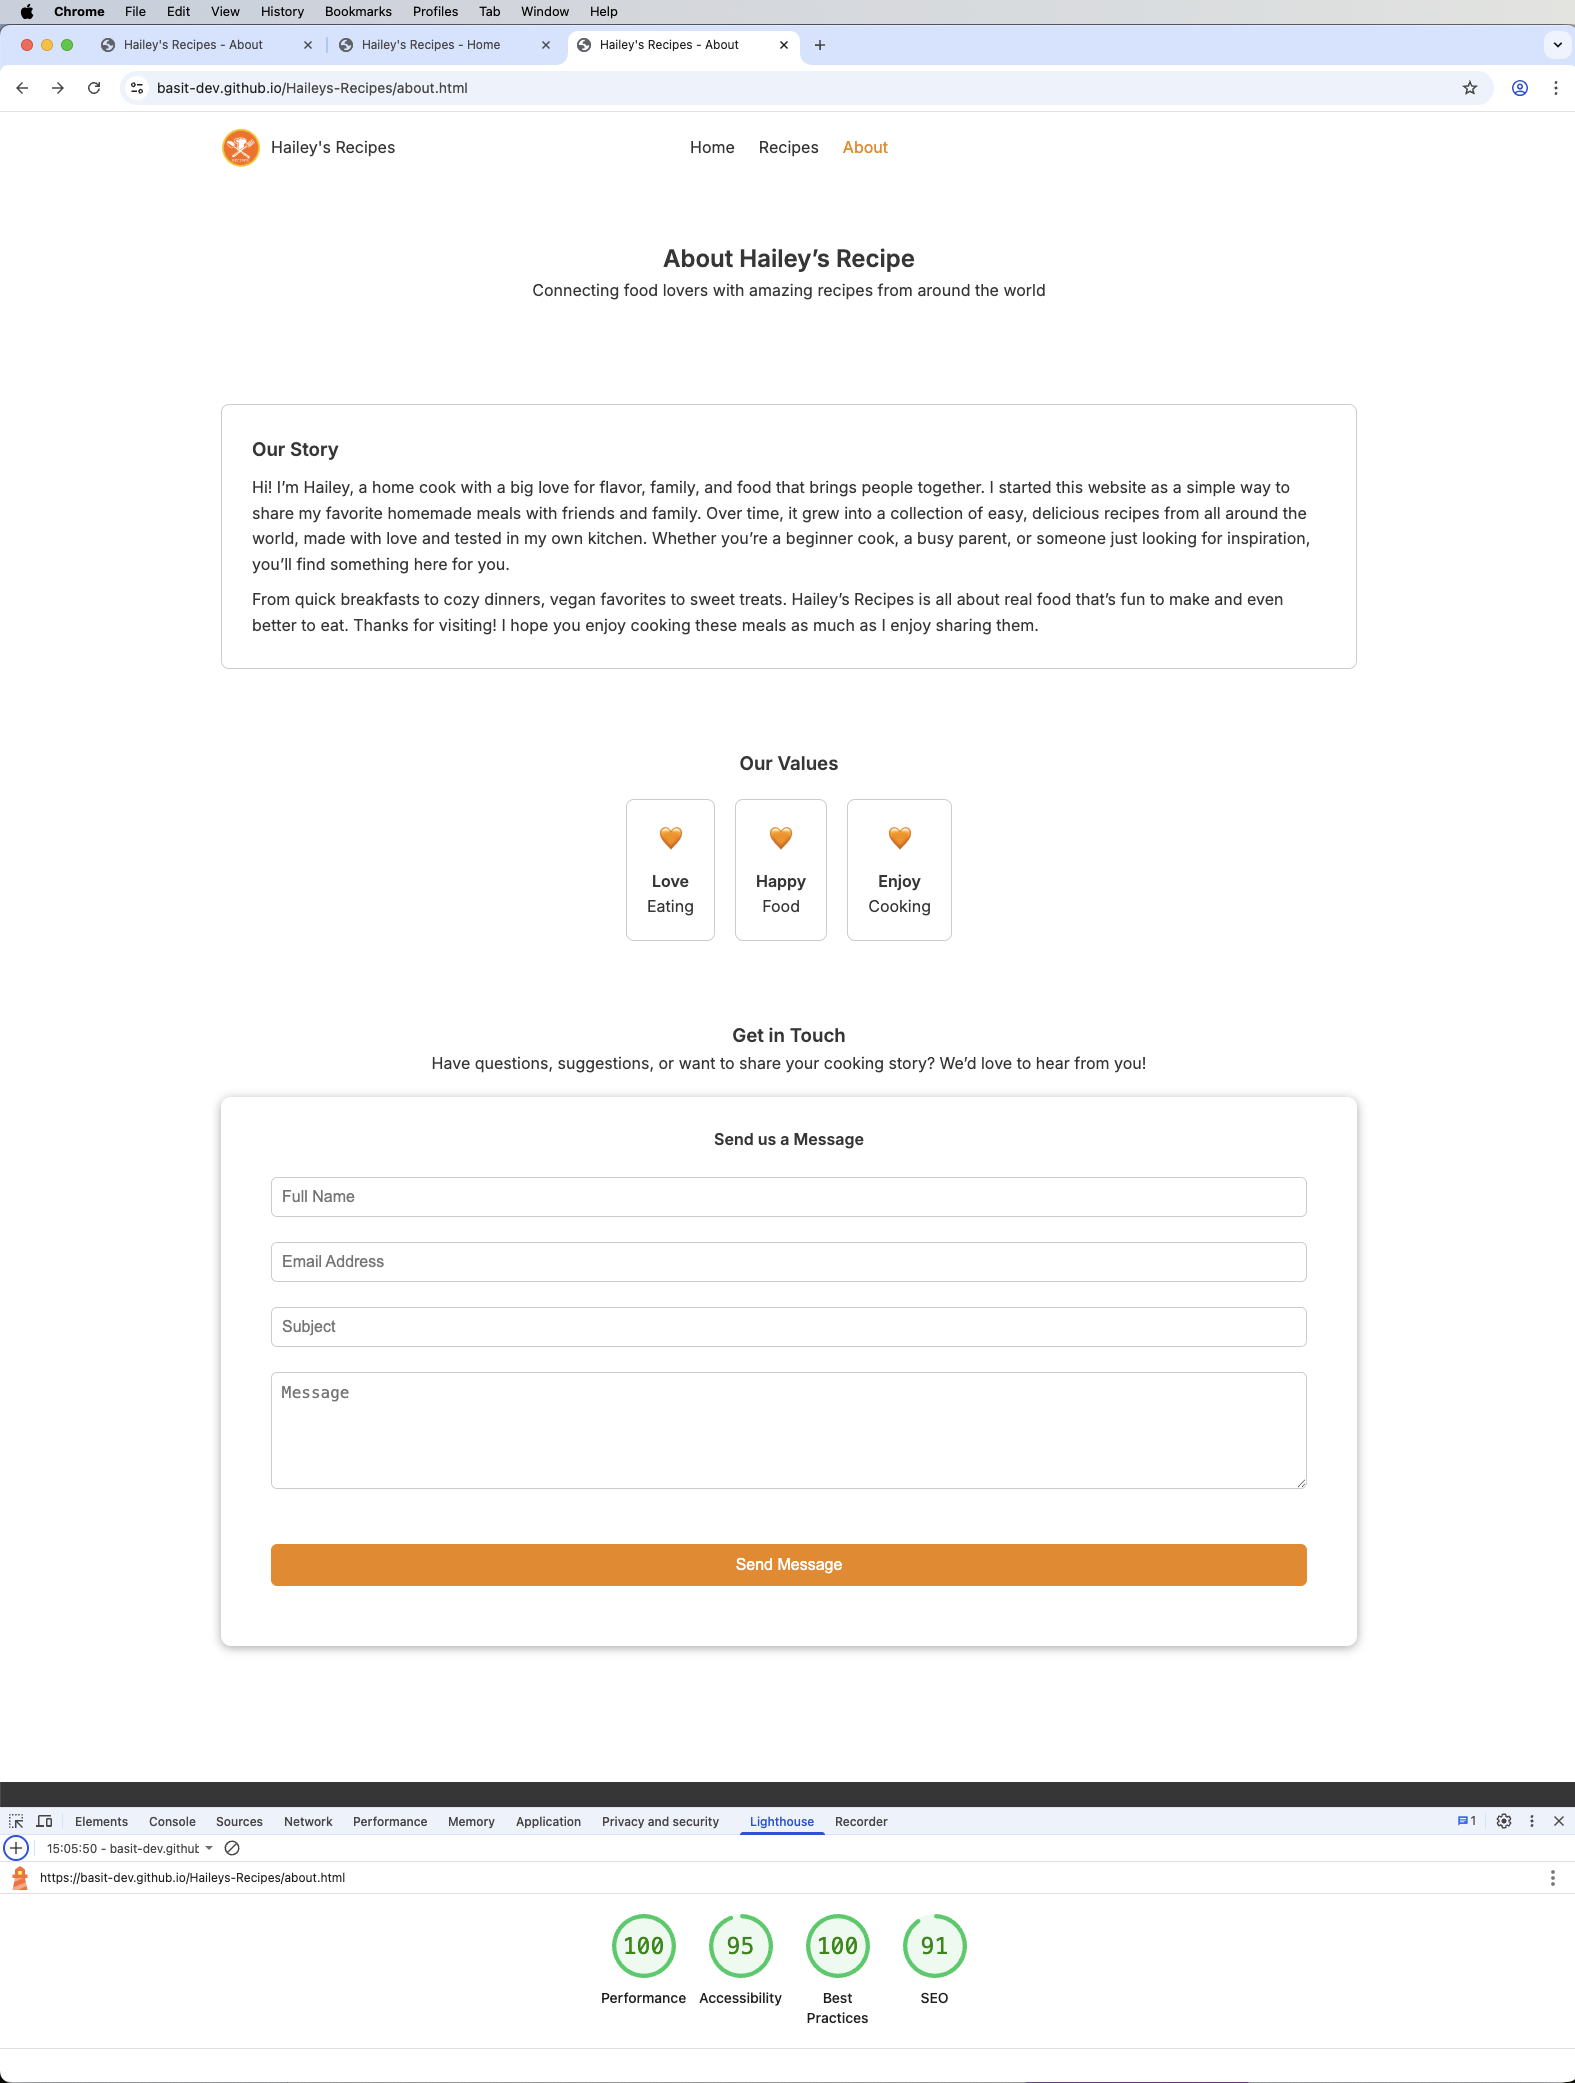 Chrome File Edit View History Bookmarks Profiles Tab Window Help
Hailey's Recipes - About
Hailey's Recipes - Home
Hailey's Recipes - About
basit-dev.github.io/Haileys-Recipes/about.html
Hailey's Recipes
Home Recipes About
About Hailey’s Recipe
Connecting food lovers with amazing recipes from around the world
Our Story
Hi! I’m Hailey, a home cook with a big love for flavor, family, and food that brings people together. I started this website as a simple way to
share my favorite homemade meals with friends and family. Over time, it grew into a collection of easy, delicious recipes from all around the
world, made with love and tested in my own kitchen. Whether you’re a beginner cook, a busy parent, or someone just looking for inspiration,
you’ll find something here for you.
From quick breakfasts to cozy dinners, vegan favorites to sweet treats. Hailey’s Recipes is all about real food that’s fun to make and even
better to eat. Thanks for visiting! I hope you enjoy cooking these meals as much as I enjoy sharing them.
Our Values
Love
Eating
Happy
Food
Enjoy
Cooking
Get in Touch
Have questions, suggestions, or want to share your cooking story? We’d love to hear from you!
Send us a Message
Full Name
Email Address
Subject
Message
Send Message
Elements Console Sources Network Performance Memory Application Privacy and security Lighthouse Recorder 1
15:05:50 - basit-dev.github
https://basit-dev.github.io/Haileys-Recipes/about.html
100 95 100 91
Performance Accessibility Best SEO
Practices